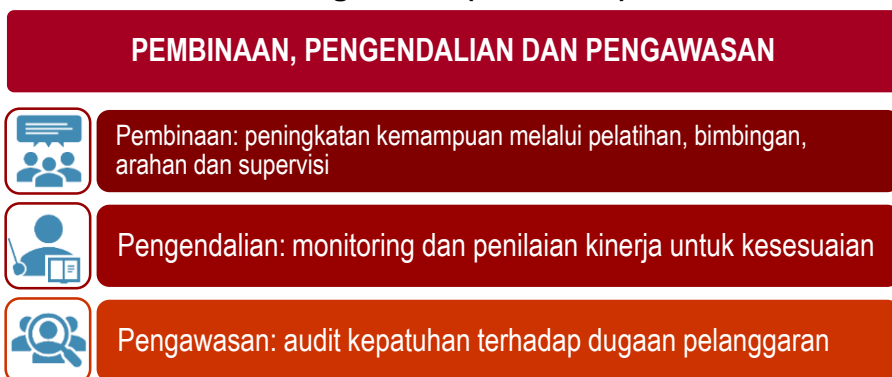 PEMBINAAN, PENGENDALIAN DAN PENGAWASAN
Pembinaan: peningkatan kemampuan melalui pelatihan, bimbingan,
arahan dan supervisi
Pengendalian: monitoring dan penilaian kinerja untuk kesesuaian
Pengawasan: audit kepatuhan terhadap dugaan pelanggaran